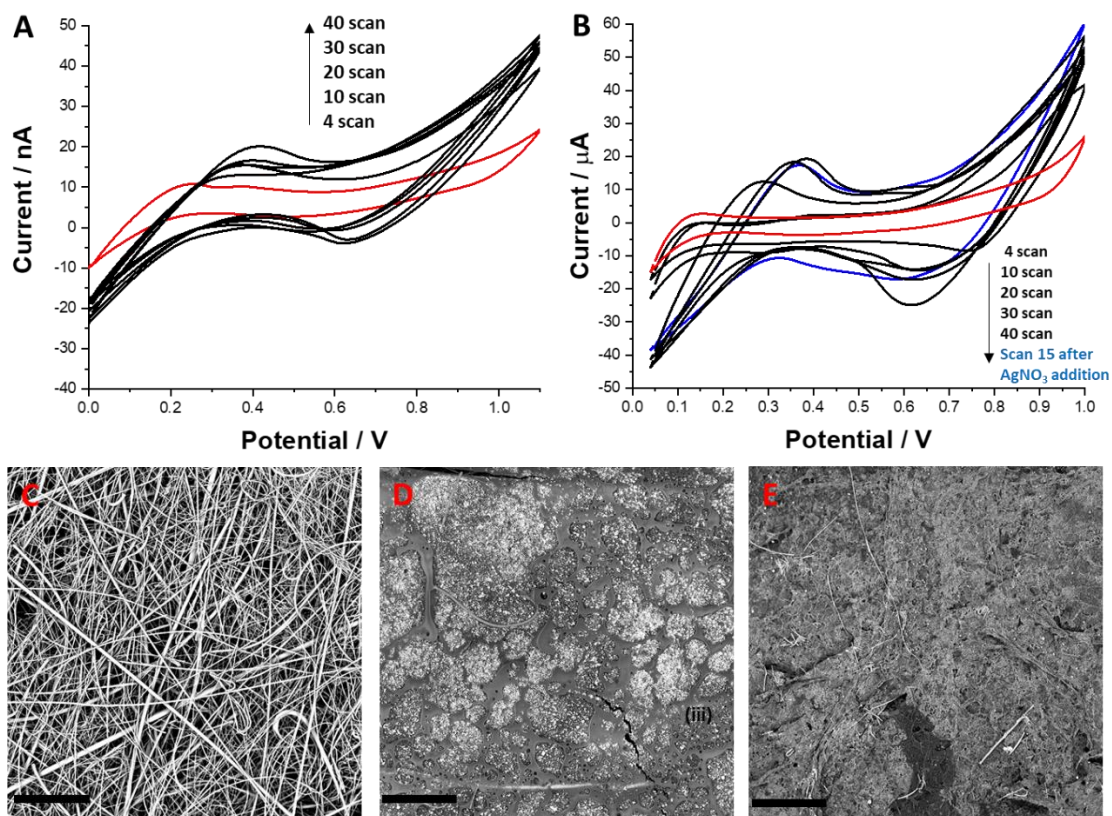 A
40 scan
30 scan
20 scan
10 scan
4 scan
50
40
30
20
10
0
-10
-20
-30
-40
Current / nA
0.0 0.2 0.4 0.6 0.8 1.0
Potential / V
B
60
50
40
30
20
10
0
-10
-20
-30
-40
-50
Current / μA
4 scan
10 scan
20 scan
30 scan
40 scan
Scan 15 after
AgNO₃ addition
0.0 0.1 0.2 0.3 0.4 0.5 0.6 0.7 0.8 0.9 1.0
Potential / V
C
D
(iii)
E